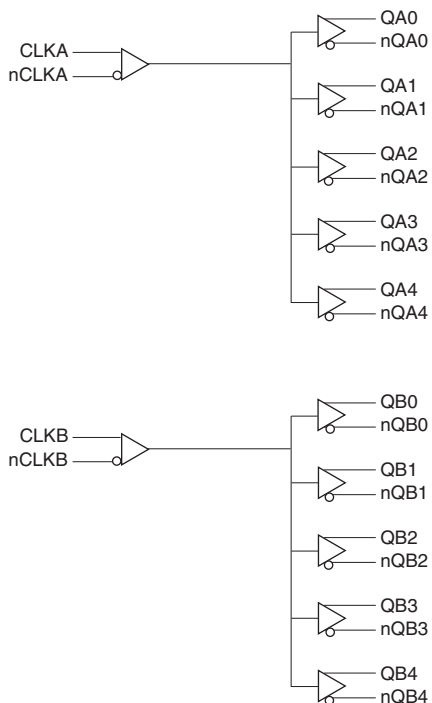 QA0
CLKA
nQA0
nCLKA
QA1
nQA1
QA2
nQA2
QA3
nQA3
QA4
nQA4
QB0
CLKB
nQB0
nCLKB
QB1
nQB1
QB2
nQB2
QB3
nQB3
QB4
nQB4